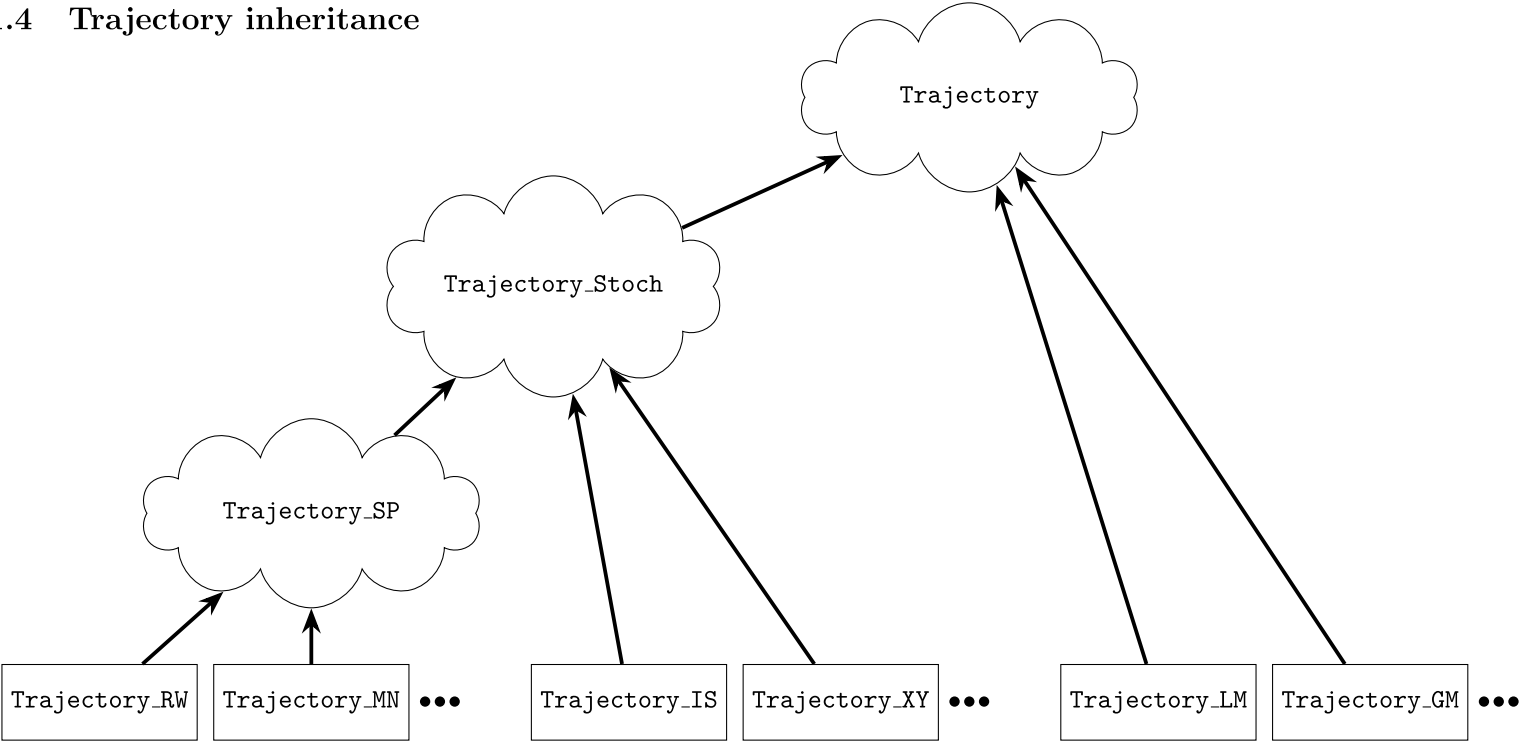 .4 Trajectory inheritance
Trajectory
Trajectory_Stoch
Trajectory_SP
Trajectory_RW Trajectory_MN ••• Trajectory_IS Trajectory_XY ••• Trajectory_LM Trajectory_GM •••